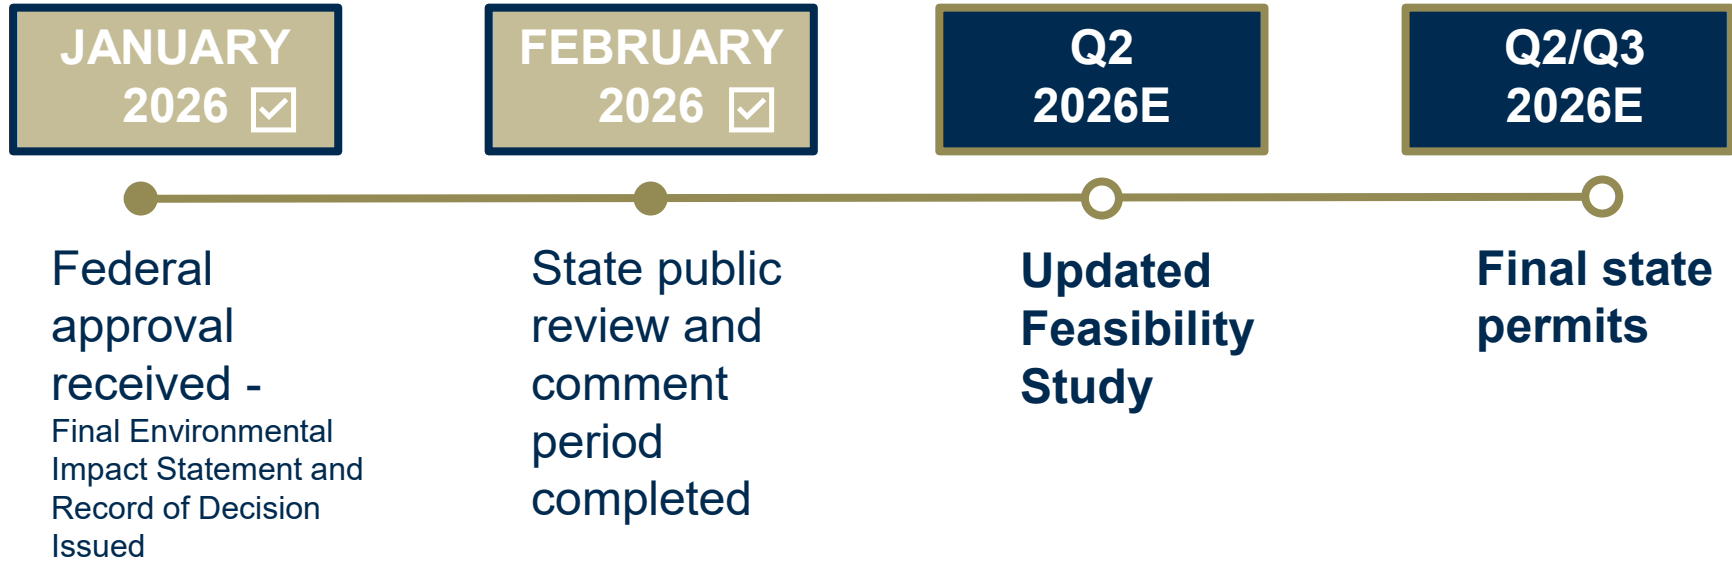 JANUARY
2026
Federal
approval
received -
Final Environmental
Impact Statement and
Record of Decision
Issued
FEBRUARY
2026
State public
review and
comment
period
completed
Q2
2026E
Updated
Feasibility
Study
Q2/Q3
2026E
Final state
permits